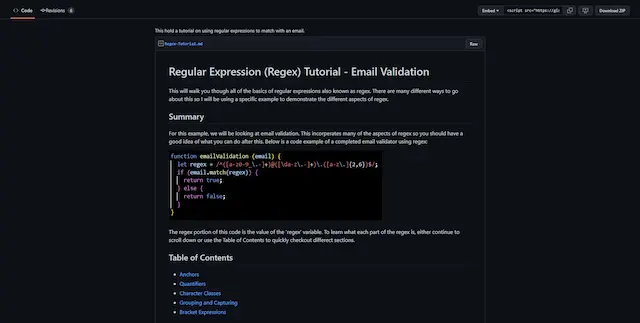 Code
Revisions 6
Embed
<script src="https://gi
Download ZIP
This hold a tutorial on using regular expressions to match with an email.
Regex-Tutorial.md
Raw
Regular Expression (Regex) Tutorial - Email Validation
This will walk you though all of the basics of regular expressions also known as regex. There are many different ways to go
about this so I will be using a specific example to demonstrate the different aspects of regex.
Summary
For this example, we will be looking at email validation. This incorperates many of the aspects of regex so you should have a
good idea of what you can do after this. Below is a code example of a completed email validator using regex:
function emailValidation (email) {
let regex = /^([a-z0-9_\.-]+)@([\da-z\.-]+)\.([a-z\.]{2,6})$/;
if (email.match(regex)) {
return true;
} else {
return false;
}
}
The regex portion of this code is the value of the 'regex' variable. To learn what each part of the regex is, either continue to
scroll down or use the Table of Contents to quickly checkout different sections.
Table of Contents
Anchors
Quantifiers
Character Classes
Grouping and Capturing
Bracket Expressions